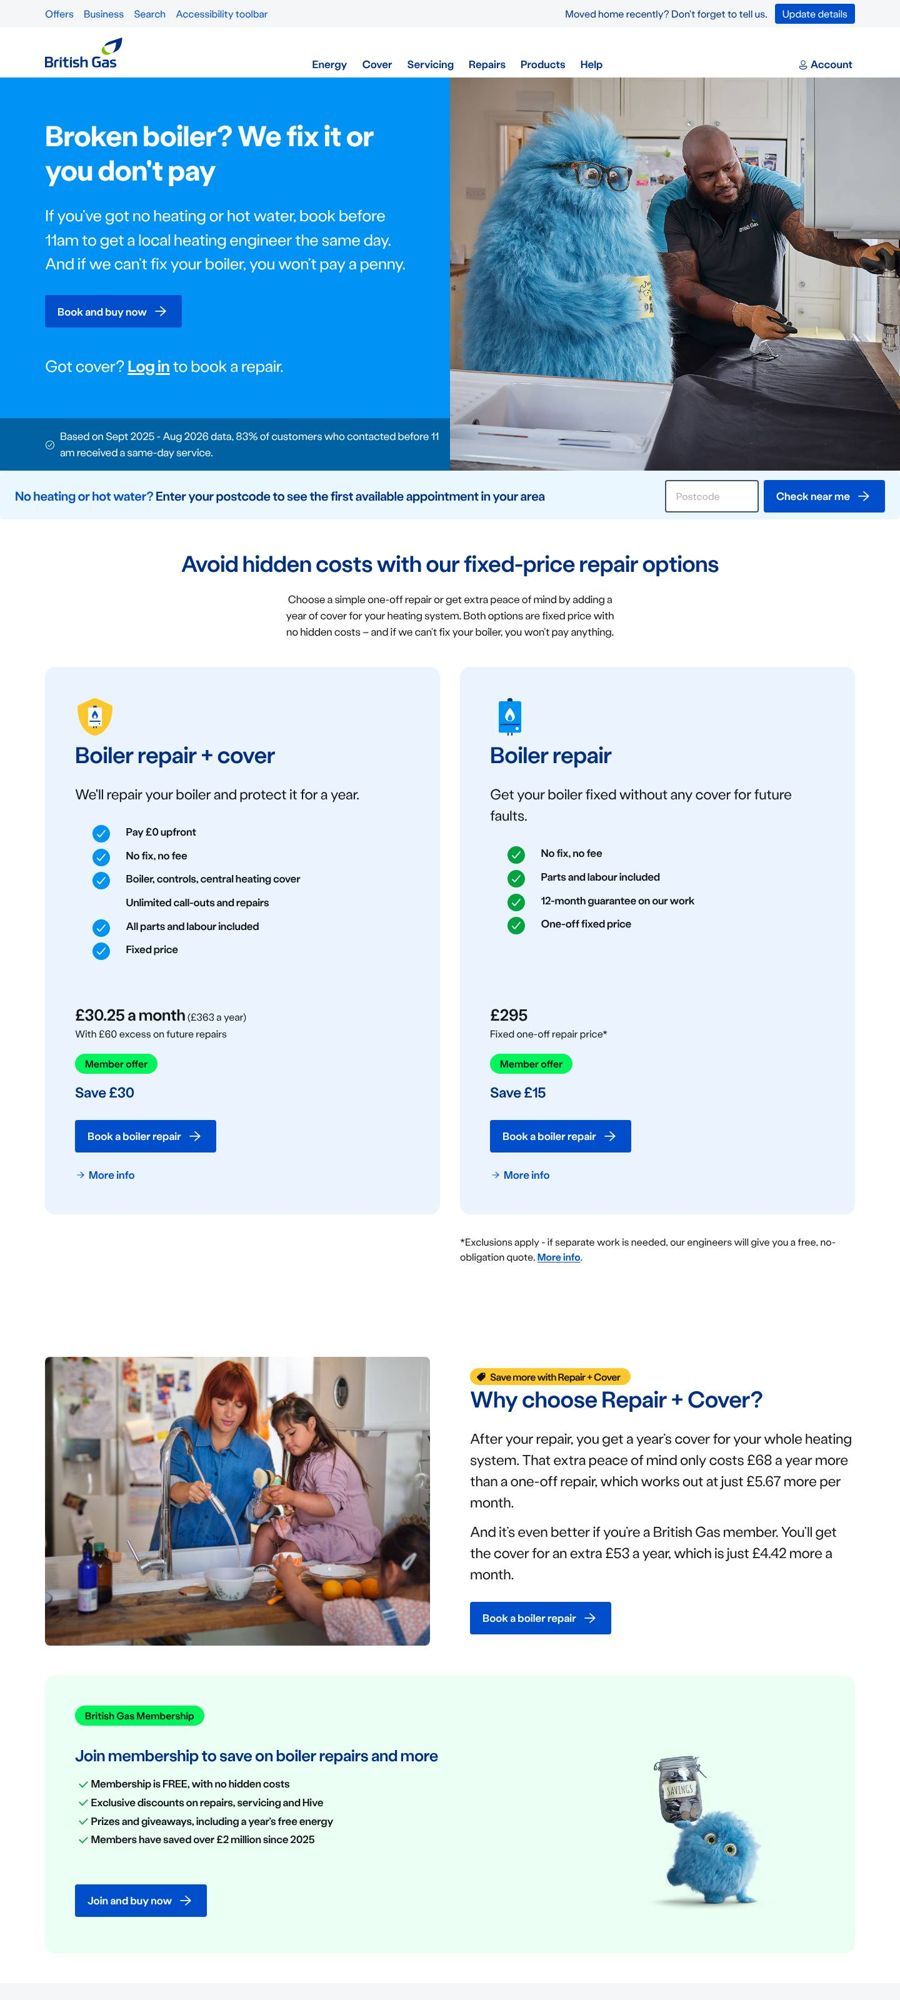 Offers Business Search Accessibility toolbar
Moved home recently? Don't forget to tell us. Update details
British Gas
Energy Cover Servicing Repairs Products Help
Account
Broken boiler? We fix it or
you don't pay
If you've got no heating or hot water, book before
11am to get a local heating engineer the same day.
And if we can't fix your boiler, you won't pay a penny.
Book and buy now
Got cover? Log in to book a repair.
Based on Sept 2025 - Aug 2026 data, 83% of customers who contacted before 11
am received a same-day service.
British Gas
No heating or hot water? Enter your postcode to see the first available appointment in your area
Postcode
Check near me
Avoid hidden costs with our fixed-price repair options
Choose a simple one-off repair or get extra peace of mind by adding a
year of cover for your heating system. Both options are fixed price with
no hidden costs – and if we can't fix your boiler, you won't pay anything.
Boiler repair + cover
We'll repair your boiler and protect it for a year.
Pay £0 upfront
No fix, no fee
Boiler, controls, central heating cover
Unlimited call-outs and repairs
All parts and labour included
Fixed price
£30.25 a month (£363 a year)
With £60 excess on future repairs
Member offer
Save £30
Book a boiler repair
More info
Boiler repair
Get your boiler fixed without any cover for future
faults.
No fix, no fee
Parts and labour included
12-month guarantee on our work
One-off fixed price
£295
Fixed one-off repair price*
Member offer
Save £15
Book a boiler repair
More info
*Exclusions apply - if separate work is needed, our engineers will give you a free, no-
obligation quote. More info.
Save more with Repair + Cover
Why choose Repair + Cover?
After your repair, you get a year's cover for your whole heating
system. That extra peace of mind only costs £68 a year more
than a one-off repair, which works out at just £5.67 more per
month.
And it's even better if you're a British Gas member. You'll get
the cover for an extra £53 a year, which is just £4.42 more a
month.
Book a boiler repair
British Gas Membership
Join membership to save on boiler repairs and more
Membership is FREE, with no hidden costs
Exclusive discounts on repairs, servicing and Hive
Prizes and giveaways, including a year's free energy
Members have saved over £2 million since 2025
Join and buy now
SAVINGS